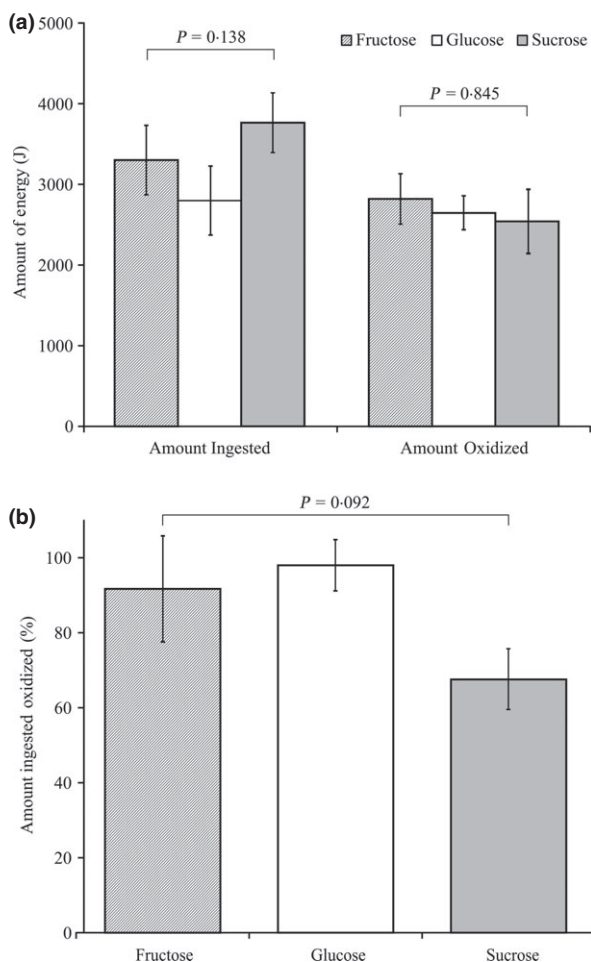 (a)
5000
4000
3000
2000
1000
0
Amount of energy (J)
Fructose Glucose Sucrose
P = 0·138
P = 0·845
Amount Ingested Amount Oxidized
(b)
P = 0·092
100
80
60
40
20
0
Amount ingested oxidized (%)
Fructose Glucose Sucrose